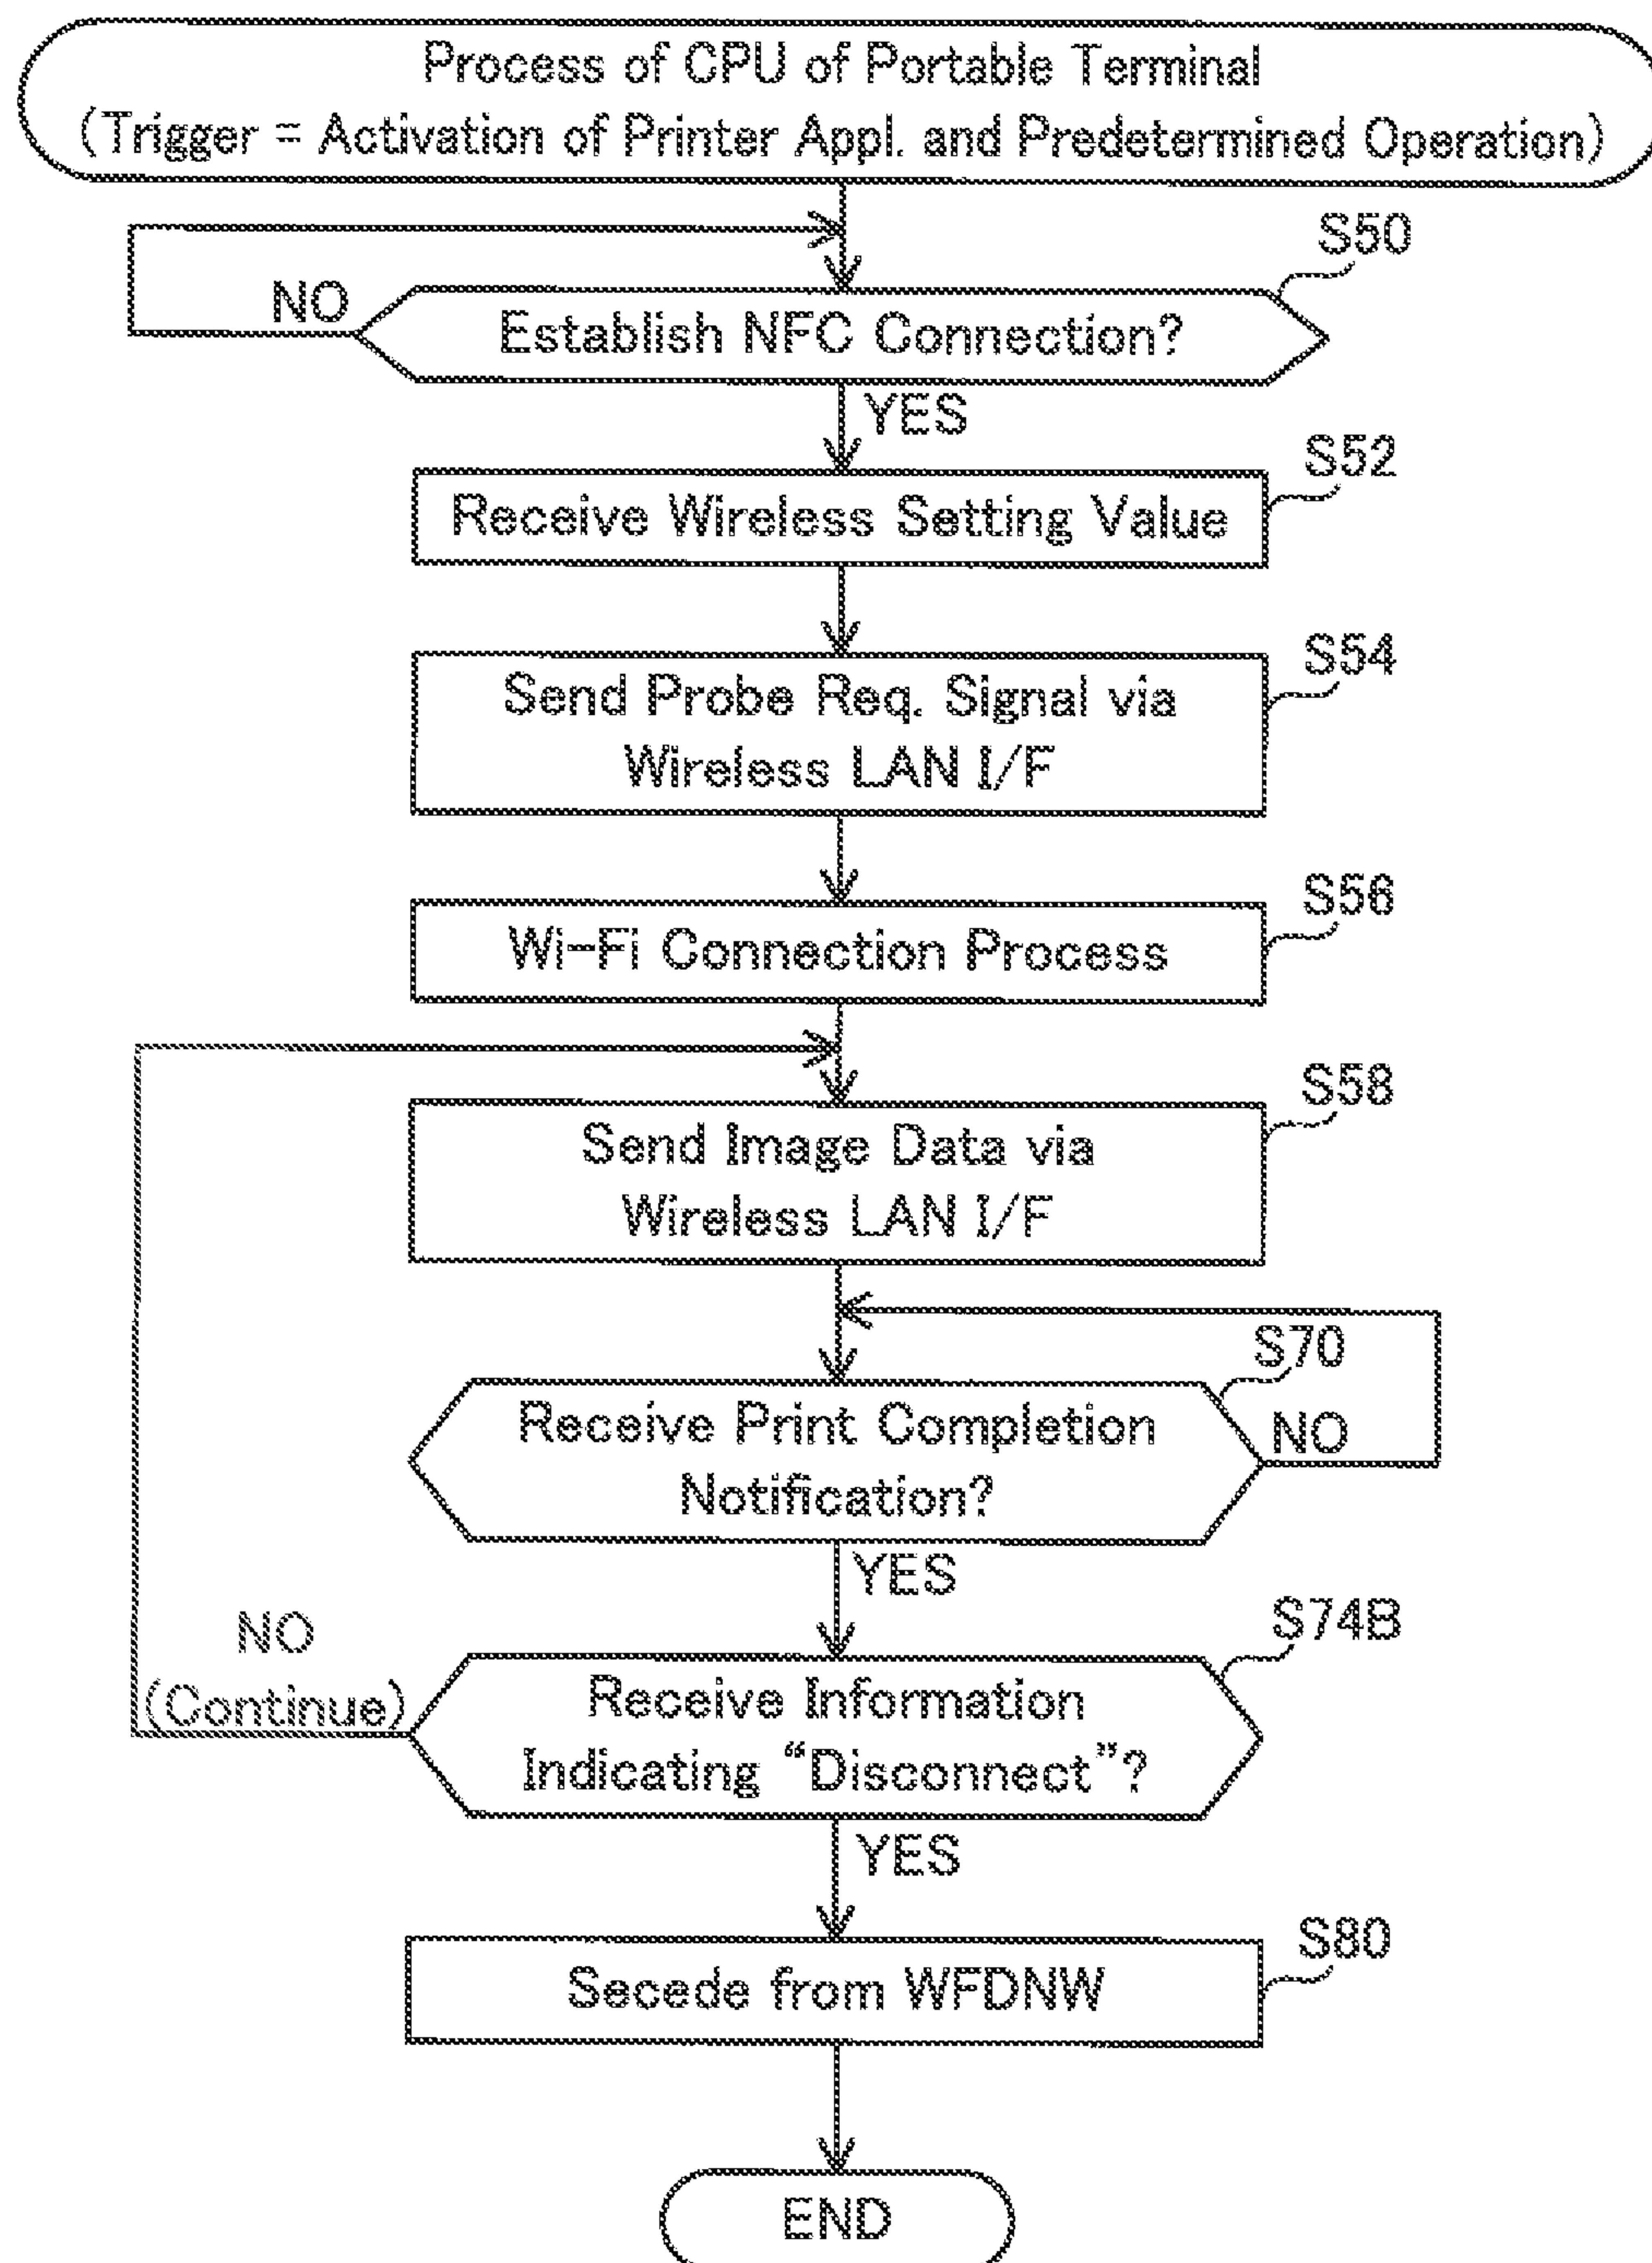 Process of CPU of Portable Terminal
(Trigger = Activation of Printer Appl. and Predetermined Operation)
S50
NO
Establish NFC Connection?
YES
S52
Receive Wireless Setting Value
S54
Send Probe Req. Signal via
Wireless LAN I/F
S56
Wi-Fi Connection Process
S58
Send Image Data via
Wireless LAN I/F
S70
Receive Print Completion
Notification?
NO
YES
S74B
NO
(Continue)
Receive Information
Indicating “Disconnect”?
YES
S80
Secede from WFDNW
END